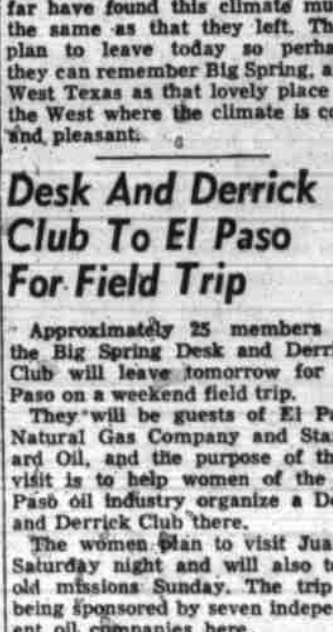 far have found this climate mu
the same as that they left. Th
plan to leave today so perha
they can remember Big Spring, a
West Texas as that lovely place
the West where the climate is co
and pleasant.
Desk And Derrick
Club To El Paso
For Field Trip
Approximately 25 members
the Big Spring Desk and Derri
Club will leave tomorrow for
Paso on a weekend field trip.
They will be guests of El Pa
Natural Gas Company and Sta
ard Oil, and the purpose of th
visit is to help women of the
Paso oil industry organize a De
and Derrick Club there.
The women plan to visit Jua
Saturday night and will also to
old missions Sunday. The trip
being sponsored by seven indepe
ent oil companies here.